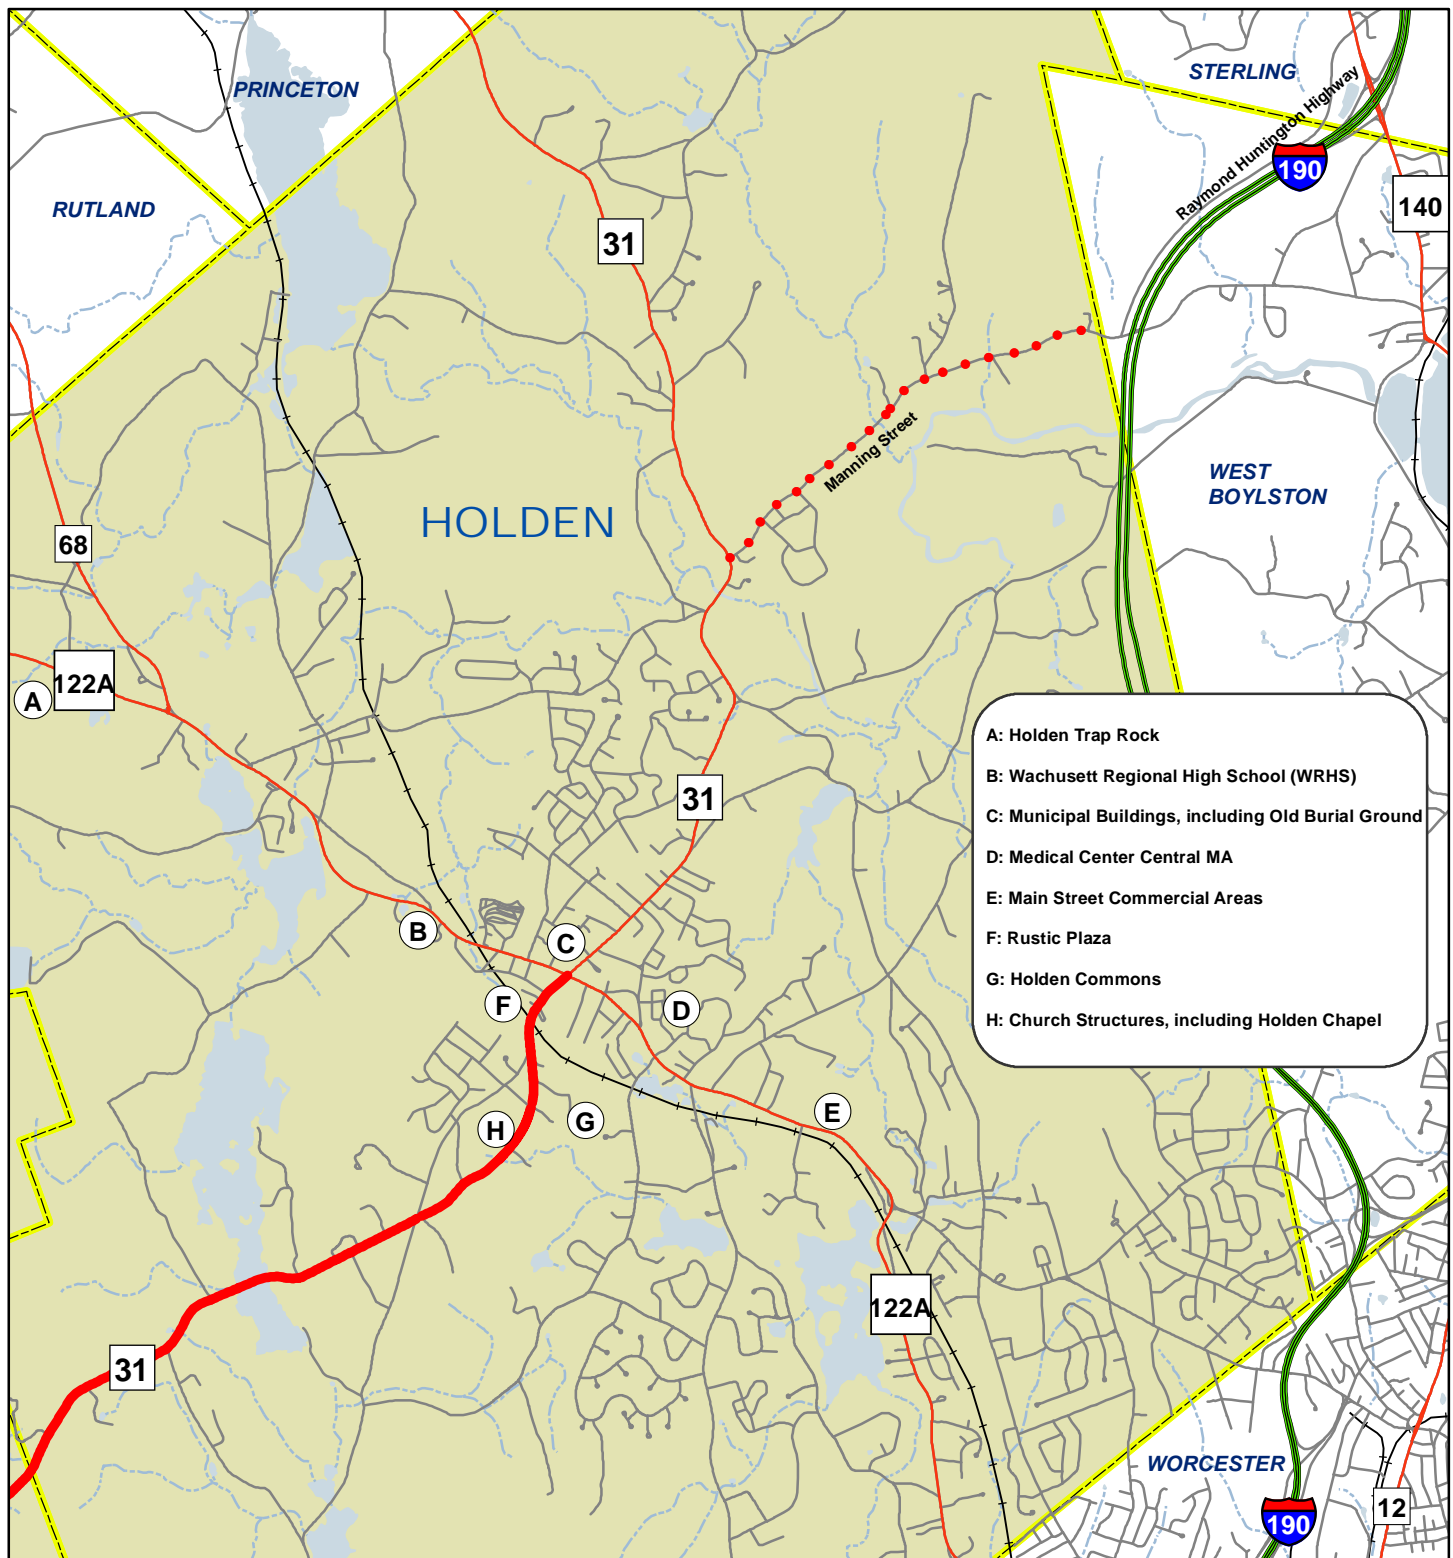 STERLING
PRINCETON
Raymond Huntington Highway
190
RUTLAND
140
31
Manning Street
WEST
BOYLSTON
HOLDEN
68
122A
A
A: Holden Trap Rock
B: Wachusett Regional High School (WRHS)
C: Municipal Buildings, including Old Burial Ground
D: Medical Center Central MA
E: Main Street Commercial Areas
F: Rustic Plaza
G: Holden Commons
H: Church Structures, including Holden Chapel
31
B
C
F
D
E
G
H
122A
31
WORCESTER
12
190